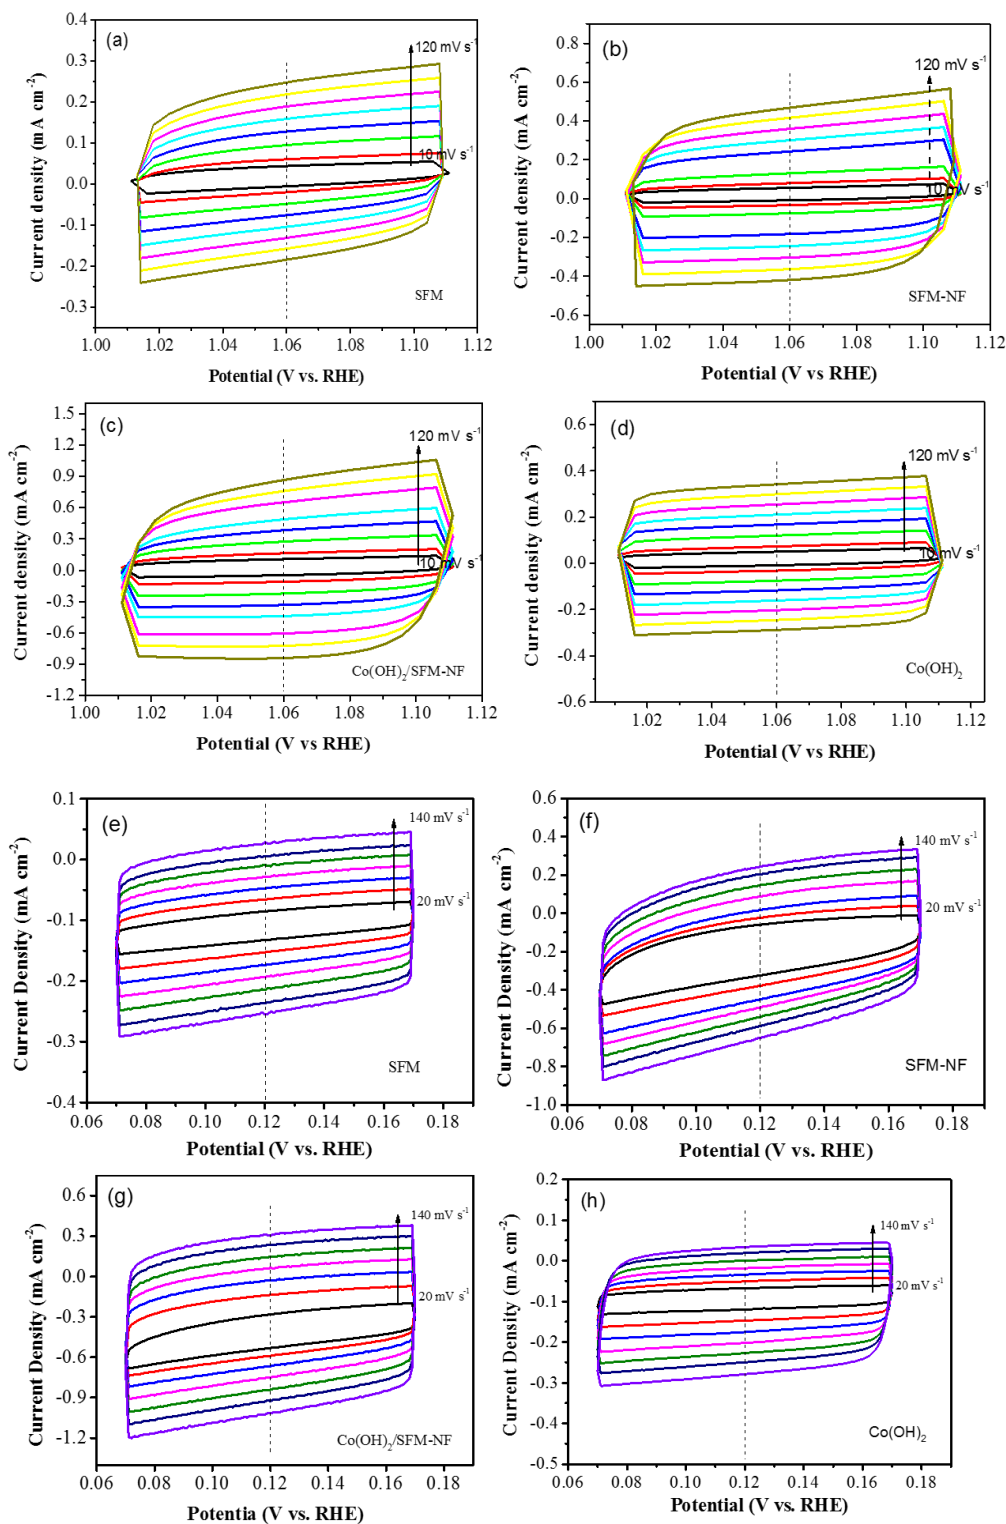 (a)
120 mV s-1
10 mV s-1
SFM
Current density (mA cm-2)
0.4
0.3
0.2
0.1
0.0
-0.1
-0.2
-0.3
1.00 1.02 1.04 1.06 1.08 1.10 1.12
Potential (V vs. RHE)
(b)
120 mV s-1
10 mV s-1
SFM-NF
Current density (mA cm-2)
0.8
0.6
0.4
0.2
0.0
-0.2
-0.4
-0.6
1.00 1.02 1.04 1.06 1.08 1.10 1.12
Potential (V vs RHE)
(c)
120 mV s-1
10 mV s-1
Co(OH)2/SFM-NF
Current density (mA cm-2)
1.5
1.2
0.9
0.6
0.3
0.0
-0.3
-0.6
-0.9
-1.2
1.00 1.02 1.04 1.06 1.08 1.10 1.12
Potential (V vs RHE)
(d)
120 mV s-1
10 mV s-1
Co(OH)2
Current density (mA cm-2)
0.6
0.4
0.2
0.0
-0.2
-0.4
-0.6
1.02 1.04 1.06 1.08 1.10 1.12
Potential (V vs RHE)
(e)
140 mV s-1
20 mV s-1
SFM
Current Density (mA cm-2)
0.1
0.0
-0.1
-0.2
-0.3
-0.4
0.06 0.08 0.10 0.12 0.14 0.16 0.18
Potential (V vs. RHE)
(f)
140 mV s-1
20 mV s-1
SFM-NF
Current Density (mA cm-2)
0.6
0.4
0.2
0.0
-0.2
-0.4
-0.6
-0.8
-1.0
0.06 0.08 0.10 0.12 0.14 0.16 0.18
Potential (V vs. RHE)
(g)
140 mV s-1
20 mV s-1
Co(OH)2/SFM-NF
Current Density (mA cm-2)
0.6
0.3
0.0
-0.3
-0.6
-0.9
-1.2
0.06 0.08 0.10 0.12 0.14 0.16 0.18
Potentia (V vs. RHE)
(h)
140 mV s-1
20 mV s-1
Co(OH)2
Current Density (mA cm-2)
0.2
0.1
0.0
-0.1
-0.2
-0.3
-0.4
-0.5
0.06 0.08 0.10 0.12 0.14 0.16 0.18
Potential (V vs. RHE)